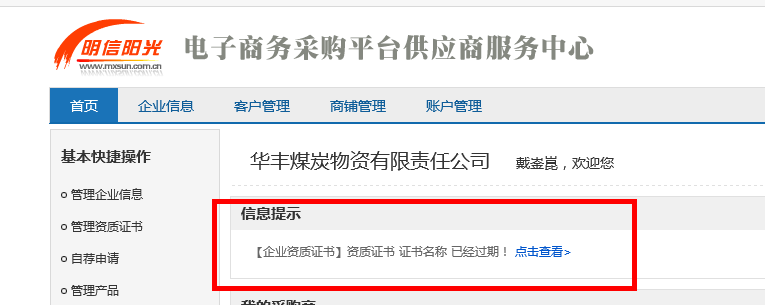 明信阳光
www.mxsun.com.cn
电子商务采购平台供应商服务中心
首页 企业信息 客户管理 商铺管理 账户管理
基本快捷操作
管理企业信息
管理资质证书
自荐申请
管理产品
华丰煤炭物资有限责任公司 戴崟崑，欢迎您
信息提示
【企业资质证书】资质证书 证书名称 已经过期！ 点击查看>
我的采购商